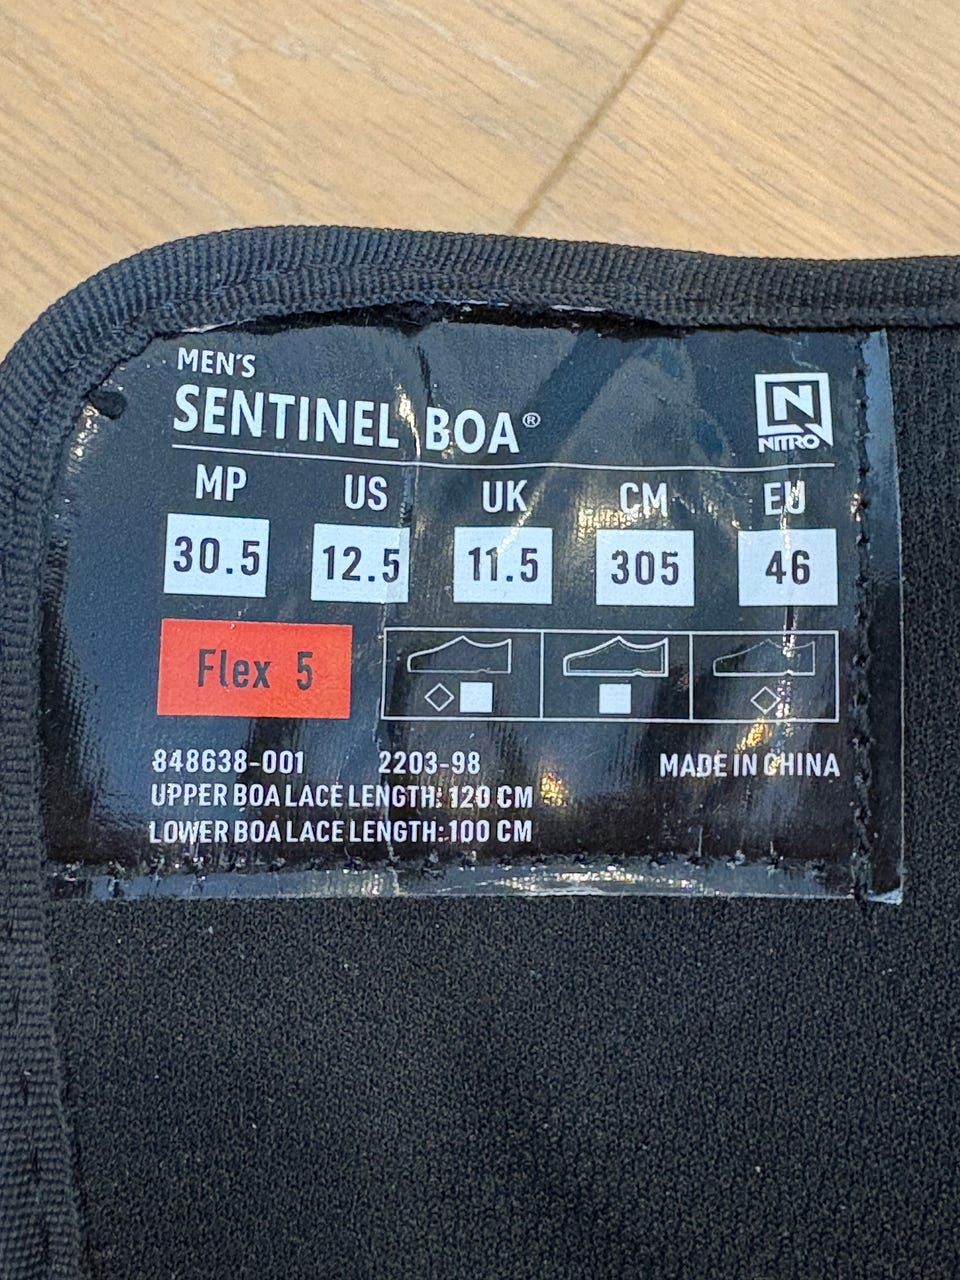 MEN'S
SENTINEL BOA®
N
NITRO
MP US UK CM EU
30.5 12.5 11.5 305 46
Flex 5
848638-001 2203-98 MADE IN CHINA
UPPER BOA LACE LENGTH: 120 CM
LOWER BOA LACE LENGTH: 100 CM